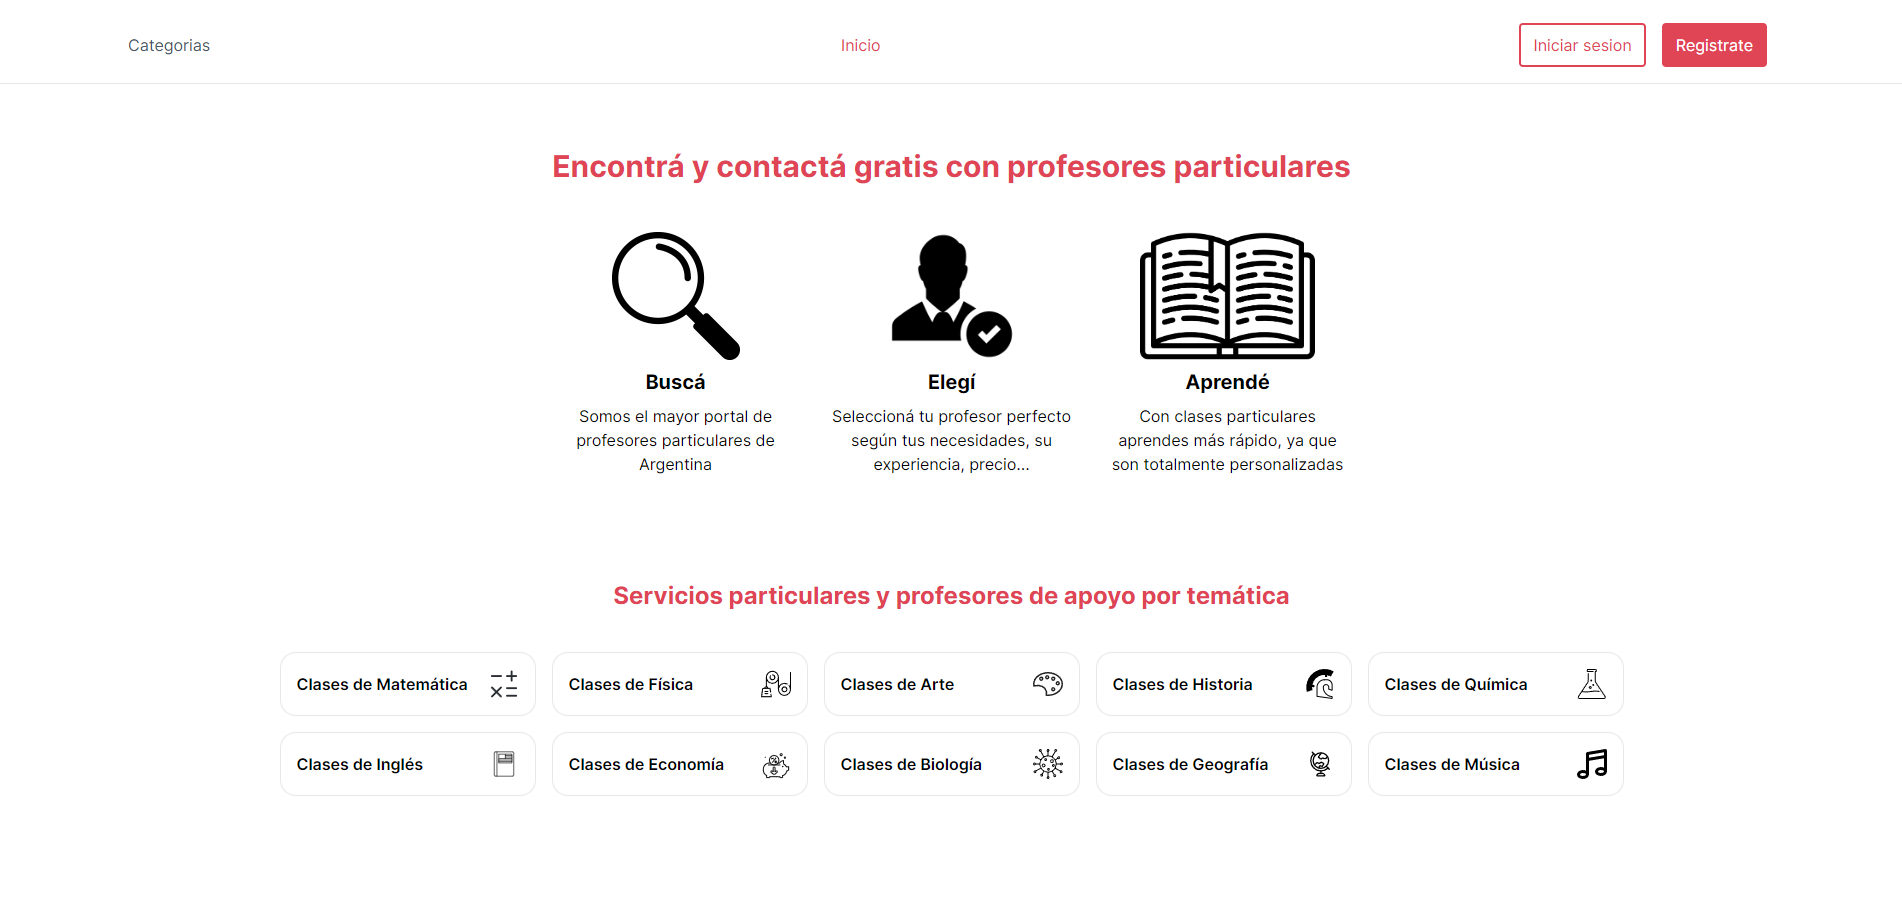 Categorias
Inicio
Iniciar sesion
Registrate
Encontrá y contactá gratis con profesores particulares
Buscá
Somos el mayor portal de
profesores particulares de
Argentina
Elegí
Seleccioná tu profesor perfecto
según tus necesidades, su
experiencia, precio...
Aprendé
Con clases particulares
aprendes más rápido, ya que
son totalmente personalizadas
Servicios particulares y profesores de apoyo por temática
Clases de Matemática
Clases de Física
Clases de Arte
Clases de Historia
Clases de Química
Clases de Inglés
Clases de Economía
Clases de Biología
Clases de Geografía
Clases de Música